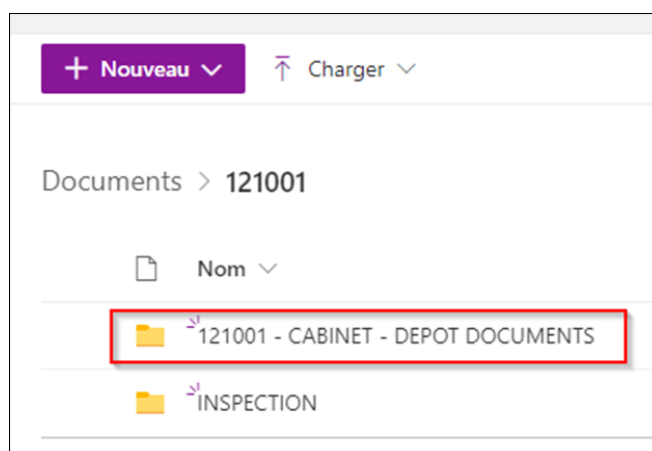 Nouveau Charger
Documents > 121001
Nom
121001 - CABINET - DEPOT DOCUMENTS
INSPECTION